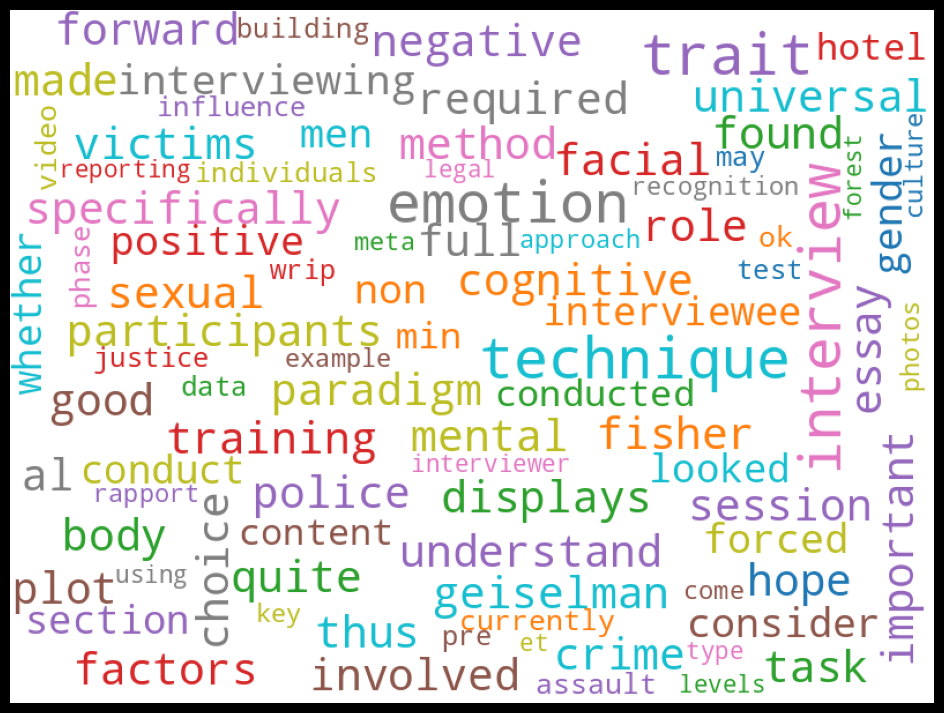 forward
building
negative
trait
hotel
made
interviewing
required
universal
influence
video
victims
men
method
facial
found
may
forest
gender
culture
reporting
individuals
legal
recognition
specifically
emotion
interview
positive
meta
full
approach
role
ok
whether
phase
wrip
test
sexual
non
cognitive
interviewee
essay
photos
participants
min
technique
justice
example
good
data
paradigm
conducted
training
mental
fisher
important
al
conduct
interviewer
looked
rapport
choice
police
displays
session
body
content
understand
forced
plot
using
quite
geiselman
come
hope
section
key
thus
currently
pre
et
consider
factors
involved
crime
type
task
assault
levels